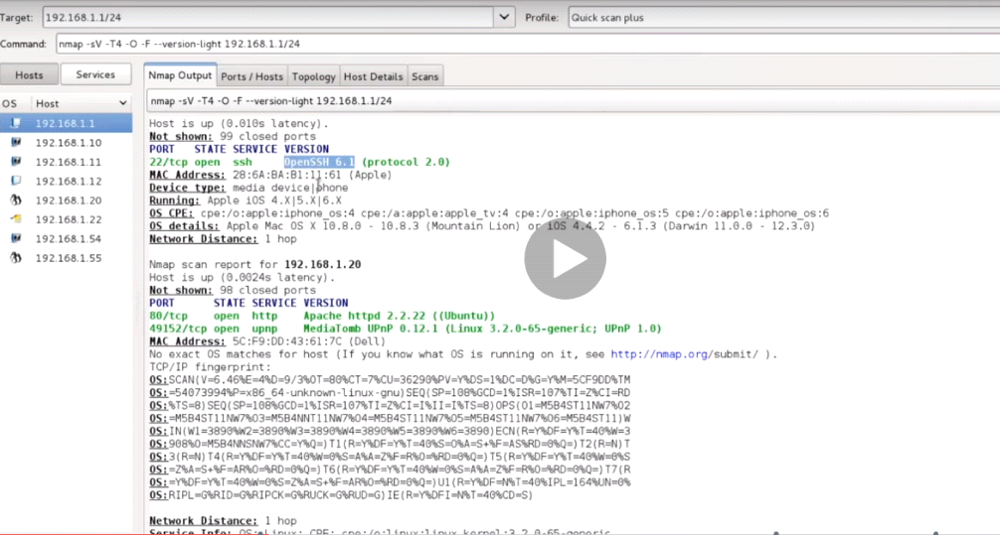 Target: 192.168.1.1/24 Profile: Quick scan plus
Command: nmap -sV -T4 -O -F --version-light 192.168.1.1/24
Hosts Services Nmap Output Ports / Hosts Topology Host Details Scans
OS Host
nmap -sV -T4 -O -F --version-light 192.168.1.1/24
192.168.1.1
192.168.1.10
192.168.1.11
192.168.1.12
192.168.1.20
192.168.1.22
192.168.1.54
192.168.1.55
Host is up (0.010s latency).
Not shown: 99 closed ports
PORT STATE SERVICE VERSION
22/tcp open ssh OpenSSH 6.1 (protocol 2.0)
MAC Address: 28:6A:BA:B1:11:61 (Apple)
Device type: media device|phone
Running: Apple iOS 4.X|5.X|6.X
OS CPE: cpe:/o:apple:iphone_os:4 cpe:/a:apple:apple_tv:4 cpe:/o:apple:iphone_os:5 cpe:/o:apple:iphone_os:6
OS details: Apple Mac OS X 10.8.0 - 10.8.3 (Mountain Lion) or iOS 4.4.2 - 6.1.3 (Darwin 11.0.0 - 12.3.0)
Network Distance: 1 hop
Nmap scan report for 192.168.1.20
Host is up (0.0024s latency).
Not shown: 98 closed ports
PORT STATE SERVICE VERSION
80/tcp open http Apache httpd 2.2.22 ((Ubuntu))
49152/tcp open upnp MediaTomb UPnP 0.12.1 (Linux 3.2.0-65-generic; UPnP 1.0)
MAC Address: 5C:F9:DD:43:61:7C (Dell)
No exact OS matches for host (If you know what OS is running on it, see http://nmap.org/submit/ ).
TCP/IP fingerprint:
OS:SCAN(V=6.46%E=4%D=9/3%OT=80%CT=7%CU=36290%PV=Y%DS=1%DC=D%G=Y%M=5CF9DD%TM
OS:=54073994%P=x86_64-unknown-linux-gnu)SEQ(SP=108%GCD=1%ISR=107%TI=Z%CI=RD
OS:%TS=8)SEQ(SP=108%GCD=1%ISR=107%TI=Z%CI=I%II=I%TS=8)OPS(O1=M5B4ST11NW7%O2
OS:=M5B4ST11NW7%O3=M5B4NNT11NW7%O4=M5B4ST11NW7%O5=M5B4ST11NW7%O6=M5B4ST11)W
OS:IN(W1=3890%W2=3890%W3=3890%W4=3890%W5=3890%W6=3890)ECN(R=Y%DF=Y%T=40%W=3
OS:908%O=M5B4NNSNW7%CC=Y%Q=)T1(R=Y%DF=Y%T=40%S=O%A=S+%F=AS%RD=0%Q=)T2(R=N)T
OS:3(R=N)T4(R=Y%DF=Y%T=40%W=0%S=A%A=Z%F=R%O=%RD=0%Q=)T5(R=Y%DF=Y%T=40%W=0%S
OS:=Z%A=S+%F=AR%O=%RD=0%Q=)T6(R=Y%DF=Y%T=40%W=0%S=A%A=Z%F=R%O=%RD=0%Q=)T7(R
OS:=Y%DF=Y%T=40%W=0%S=Z%A=S+%F=AR%O=%RD=0%Q=)U1(R=Y%DF=N%T=40%IPL=164%UN=0%
OS:RIPL=G%RID=G%RIPCK=G%RUCK=G%RUD=G)IE(R=Y%DFI=N%T=40%CD=S)
Network Distance: 1 hop
Service Info: OS: Linux; CPE: cpe:/o:linux:linux_kernel:3.2.0-65-generic